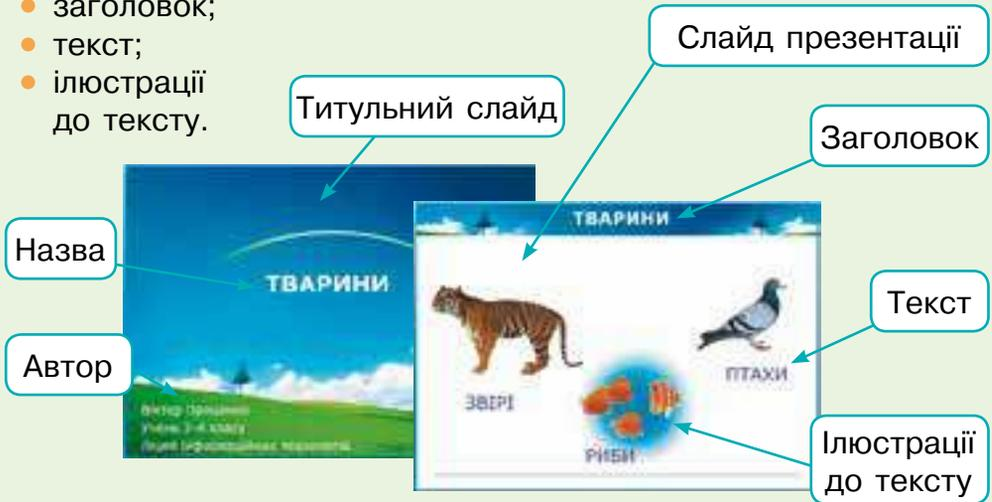 заголовок;
текст;
ілюстрації
до тексту.
Слайд презентації
Титульний слайд
Заголовок
Назва
ТВАРИНИ
ТВАРИНИ
Текст
Автор
ПТАХИ
ЗВІРІ
РИБИ
Ілюстрації
до тексту